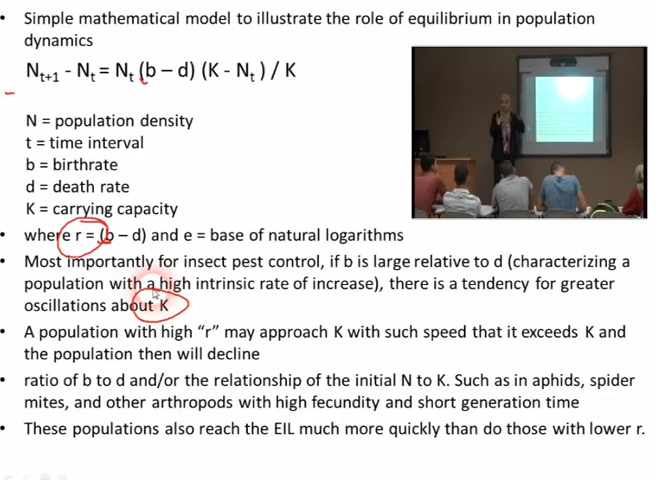 • Simple mathematical model to illustrate the role of equilibrium in population
dynamics
Nt+1 - Nt = Nt (b – d) (K - Nt ) / K
N = population density
t = time interval
b = birthrate
d = death rate
K = carrying capacity
• where r = (b – d) and e = base of natural logarithms
• Most importantly for insect pest control, if b is large relative to d (characterizing a
population with a high intrinsic rate of increase), there is a tendency for greater
oscillations about K
• A population with high “r” may approach K with such speed that it exceeds K and
the population then will decline
• ratio of b to d and/or the relationship of the initial N to K. Such as in aphids, spider
mites, and other arthropods with high fecundity and short generation time
• These populations also reach the EIL much more quickly than do those with lower r.